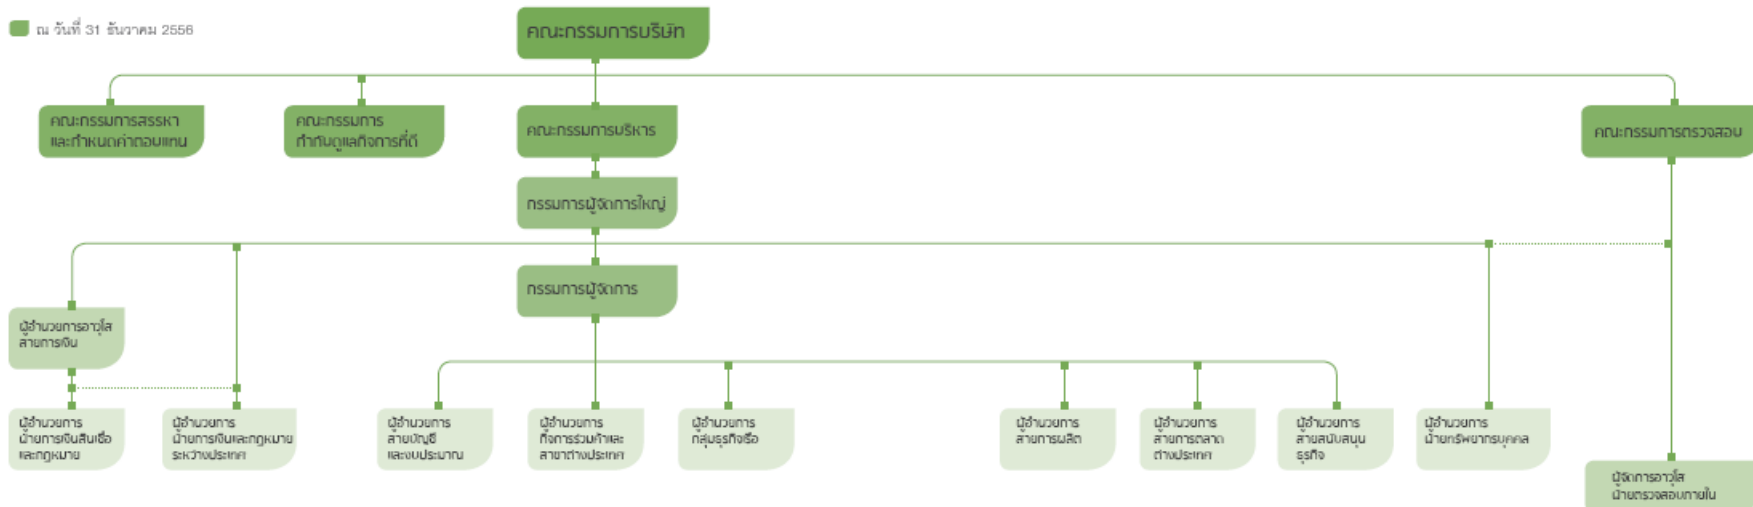 ณ วันที่ 31 ธันวาคม 2556
คณะกรรมการบริษัท
คณะกรรมการสรรหา
และกำหนดค่าตอบแทน
คณะกรรมการ
กำกับดูแลกิจการที่ดี
คณะกรรมการบริหาร
คณะกรรมการตรวจสอบ
กรรมการผู้จัดการใหญ่
กรรมการผู้จัดการ
ผู้อำนวยการอาวุโส
สายการเงิน
ผู้อำนวยการ
ฝ่ายการเงินสินเชื่อ
และกฎหมาย
ผู้อำนวยการ
ฝ่ายการเงินและกฎหมาย
ระหว่างประเทศ
ผู้อำนวยการ
สายบัญชี
และงบประมาณ
ผู้อำนวยการ
กิจการร่วมค้าและ
สาขาต่างประเทศ
ผู้อำนวยการ
กลุ่มธุรกิจเรือ
ผู้อำนวยการ
สายการผลิต
ผู้อำนวยการ
สายการตลาด
ต่างประเทศ
ผู้อำนวยการ
สายสนับสนุน
ธุรกิจ
ผู้อำนวยการ
ฝ่ายทรัพยากรบุคคล
ผู้จัดการอาวุโส
ฝ่ายตรวจสอบภายใน